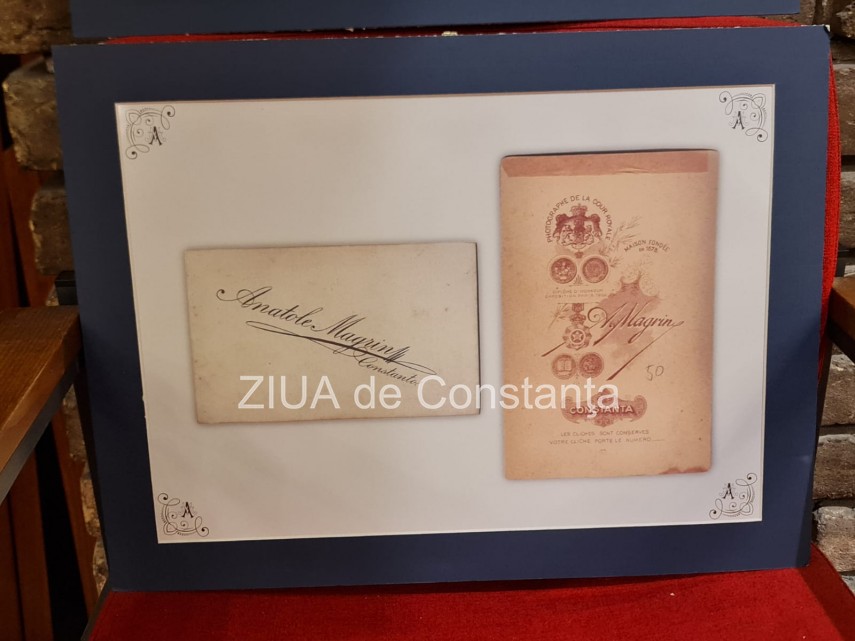 A
A
Anatole Magrin
Constantza
PHOTOGRAPHE DE LA COUR ROYALE
MAISON FONDÉE
en 1878
A. Magrin
50
CONSTANTA
LES CLICHÉS SONT CONSERVÉS
VOTRE CLICHÉ PORTE LE NUMÉRO
ZIUA de Constanta
A
A